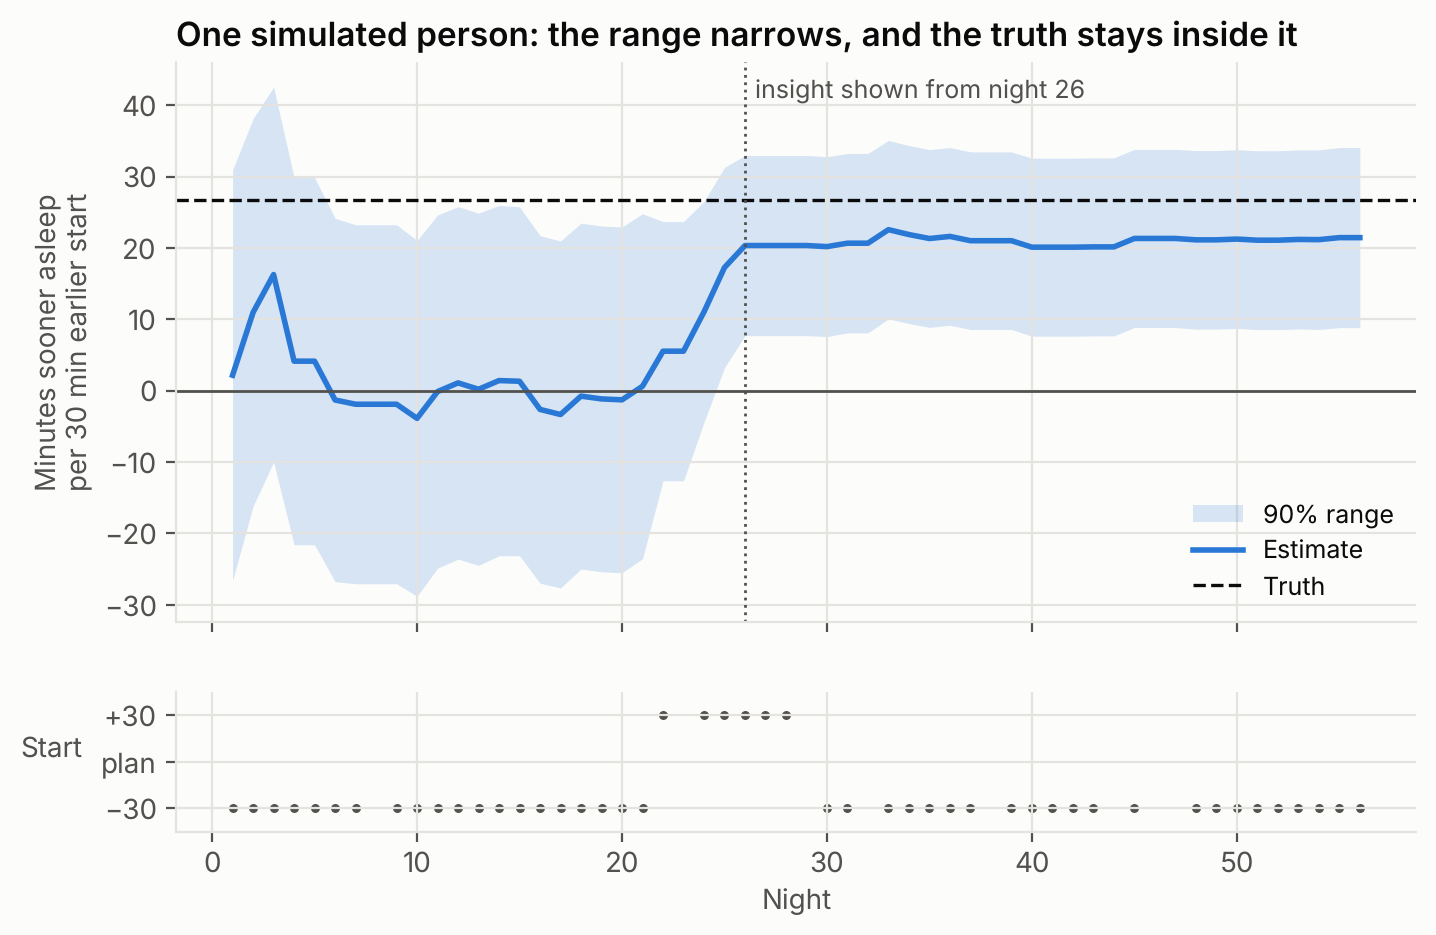 One simulated person: the range narrows, and the truth stays inside it
insight shown from night 26
Minutes sooner asleep
per 30 min earlier start
40
30
20
10
0
−10
−20
−30
90% range
Estimate
Truth
Start
+30
plan
−30
0 10 20 30 40 50
Night